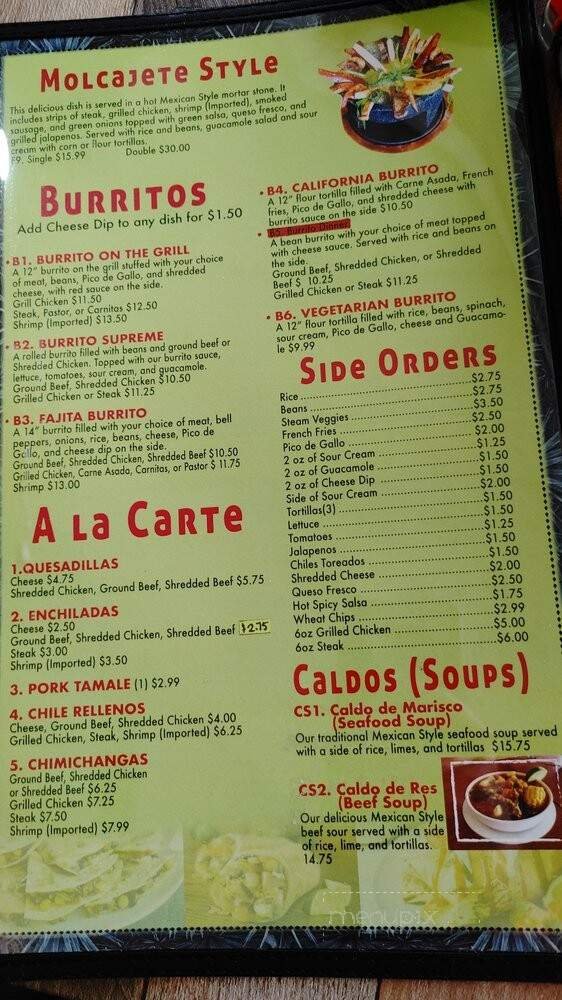 MOLCAJETE STYLE
This delicious dish is served in a hot Mexican Style mortar stone. It
includes strips of steak, grilled chicken, shrimp (Imported), smoked
sausage, and green onions topped with green salsa, queso fresco, and
grilled jalapenos. Served with rice and beans, guacamole salad and sour
cream with corn or flour tortillas.
F9. Single $15.99 Double $30.00
BURRITOS
Add Cheese Dip to any dish for $1.50
• B1. BURRITO ON THE GRILL
A 12" burrito on the grill stuffed with your choice
of meat, beans, Pico de Gallo, and shredded
cheese, with red sauce on the side.
Grill Chicken $11.50
Steak, Pastor, or Carnitas $12.50
Shrimp (Imported) $13.50
• B2. BURRITO SUPREME
A rolled burrito filled with beans and ground beef or
Shredded Chicken. Topped with our burrito sauce,
lettuce, tomatoes, sour cream, and guacamole.
Ground Beef, Shredded Chicken $10.50
Grilled Chicken or Steak $11.25
• B3. FAJITA BURRITO
A 14" burrito filled with your choice of meat, bell
peppers, onions, rice, beans, cheese, Pico de
Gallo, and cheese dip on the side.
Ground Beef, Shredded Chicken, Shredded Beef $10.50
Grilled Chicken, Carne Asada, Carnitas, or Pastor $ 11.75
Shrimp $13.00
A LA CARTE
1.QUESADILLAS
Cheese $4.75
Shredded Chicken, Ground Beef, Shredded Beef $5.75
2. ENCHILADAS
Cheese $2.50
Ground Beef, Shredded Chicken, Shredded Beef $2.75
Steak $3.00
Shrimp (Imported) $3.50
3. PORK TAMALE (1) $2.99
4. CHILE RELLENOS
Cheese, Ground Beef, Shredded Chicken $4.00
Grilled Chicken, Steak, Shrimp (Imported) $6.25
5. CHIMICHANGAS
Ground Beef, Shredded Chicken
or Shredded Beef $6.25
Grilled Chicken $7.25
Steak $7.50
Shrimp (Imported) $7.99
• B4. CALIFORNIA BURRITO
A 12" flour tortilla filled with Carne Asada, French
fries, Pico de Gallo, and shredded cheese with
burrito sauce on the side $10.50
• B5. Burrito Dinner
A bean burrito with your choice of meat topped
with cheese sauce. Served with rice and beans on
the side.
Ground Beef, Shredded Chicken, or Shredded
Beef $ 10.25
Grilled Chicken or Steak $11.25
• B6. VEGETARIAN BURRITO
A 12" flour tortilla filled with rice, beans, spinach,
sour cream, Pico de Gallo, cheese and Guacamo-
le $9.99
SIDE ORDERS
Rice $2.75
Beans $2.75
Steam Veggies $3.50
French Fries $2.50
Pico de Gallo $2.00
2 oz of Sour Cream $1.25
2 oz of Guacamole $1.50
2 oz of Cheese Dip $1.50
Side of Sour Cream $2.00
Tortillas(3) $1.50
Lettuce $1.50
Tomatoes $1.50
Jalapenos $1.25
Chiles Toreados $1.50
Shredded Cheese $1.50
Queso Fresco $2.00
Hot Spicy Salsa $2.50
Wheat Chips $1.75
6oz Grilled Chicken $2.99
6oz Steak $5.00
$6.00
CALDOS (SOUPS)
CS1. Caldo de Marisco
(Seafood Soup)
Our traditional Mexican Style seafood soup served
with a side of rice, limes, and tortillas $15.75
CS2. Caldo de Res
(Beef Soup)
Our delicious Mexican Style
beef sour served with a side
of rice, lime, and tortillas.
14.75
menupix